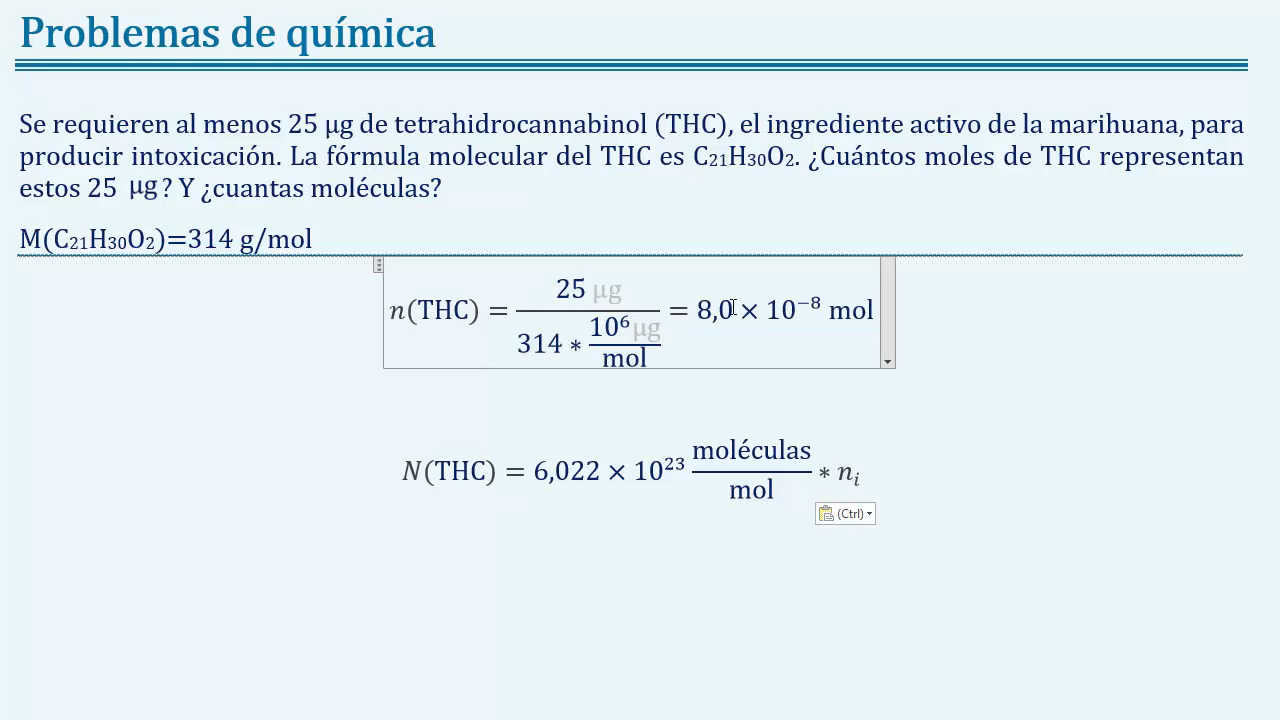 Problemas de química
Se requieren al menos 25 μg de tetrahidrocannabinol (THC), el ingrediente activo de la marihuana, para
producir intoxicación. La fórmula molecular del THC es C₂₁H₃₀O₂. ¿Cuántos moles de THC representan
estos 25 μg? Y ¿cuantas moléculas?
M(C₂₁H₃₀O₂)=314 g/mol
n(THC) = 25 μg / (314 * 10⁶ μg / mol) = 8,0 × 10⁻⁸ mol
N(THC) = 6,022 × 10²³ moléculas / mol * nᵢ
(Ctrl)